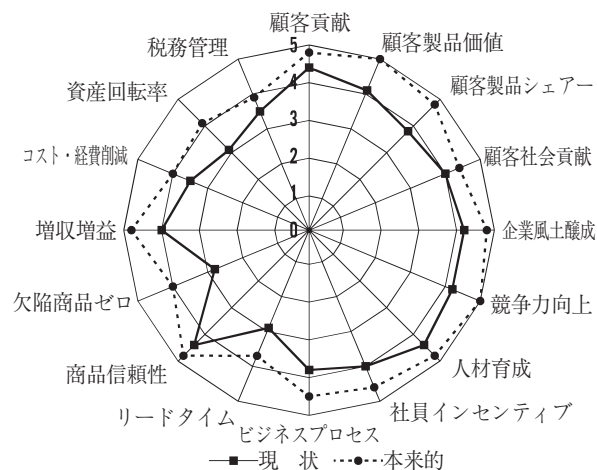 顧客貢献
顧客製品価値
顧客製品シェアー
顧客社会貢献
企業風土醸成
競争力向上
人材育成
社員インセンティブ
ビジネスプロセス
リードタイム
商品信頼性
欠陥商品ゼロ
増収増益
コスト・経費削減
資産回転率
税務管理
5
4
3
2
1
0
現　状
本来的